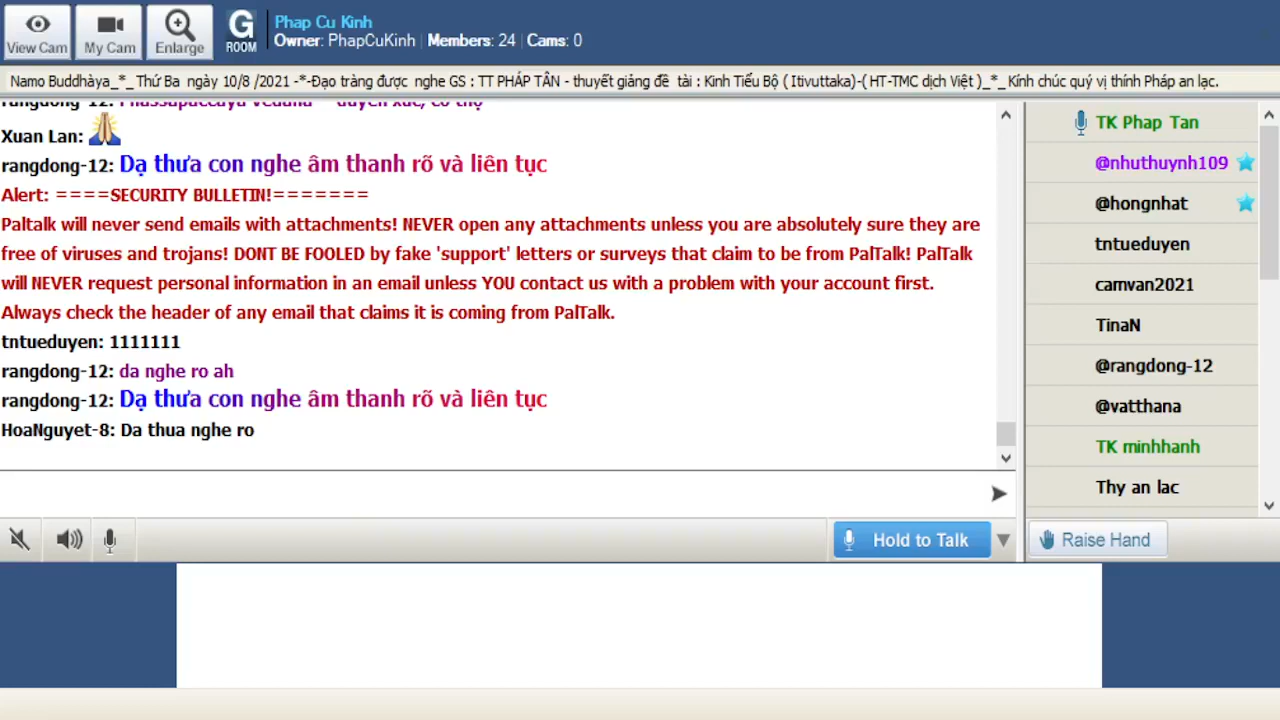 View Cam
My Cam
Enlarge
G
ROOM
Phap Cu Kinh
Owner: PhapCuKinh | Members: 24 | Cams: 0
Namo Buddhàya_*_ Thứ Ba ngày 10/8 /2021 -*-Đạo tràng được nghe GS : TT PHÁP TÂN - thuyết giảng đề tài : Kinh Tiểu Bộ ( Itivuttaka)-( HT-TMC dịch Việt )_*_Kính chúc quý vị thính Pháp an lạc.
rangdong-12:
Xuan Lan:
rangdong-12: Dạ thưa con nghe âm thanh rõ và liên tục
Alert: ====SECURITY BULLETIN!=======
Paltalk will never send emails with attachments! NEVER open any attachments unless you are absolutely sure they are
free of viruses and trojans! DONT BE FOOLED by fake 'support' letters or surveys that claim to be from PalTalk! PalTalk
will NEVER request personal information in an email unless YOU contact us with a problem with your account first.
Always check the header of any email that claims it is coming from PalTalk.
tntueduyen: 1111111
rangdong-12: da nghe ro ah
rangdong-12: Dạ thưa con nghe âm thanh rõ và liên tục
HoaNguyet-8: Da thua nghe ro
Hold to Talk
TK Phap Tan
@nhuthuynh109
@hongnhat
tntueduyen
camvan2021
TinaN
@rangdong-12
@vatthana
TK minhhanh
Thy an lac
Raise Hand